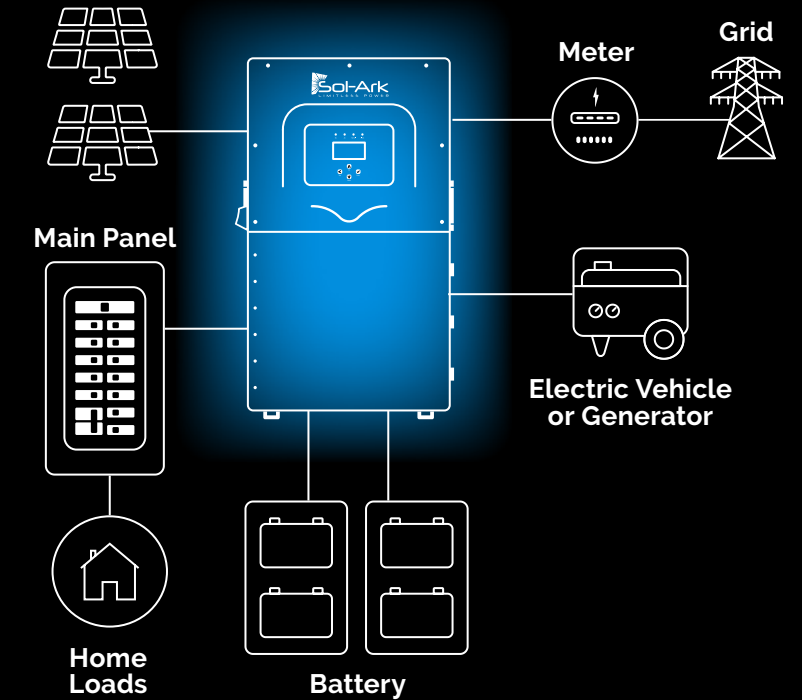 Grid
Meter
Sol-Ark
LIMITLESS POWER
Main Panel
Electric Vehicle
or Generator
Home
Loads
Battery